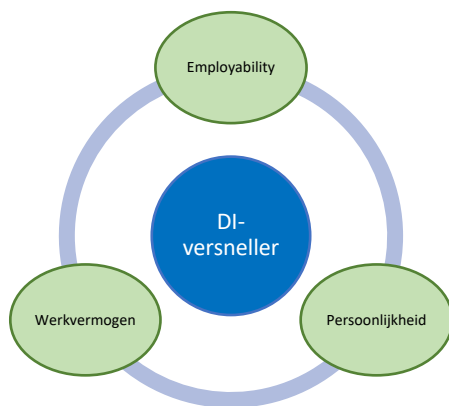 Employability
DI-
versneller
Werkvermogen
Persoonlijkheid